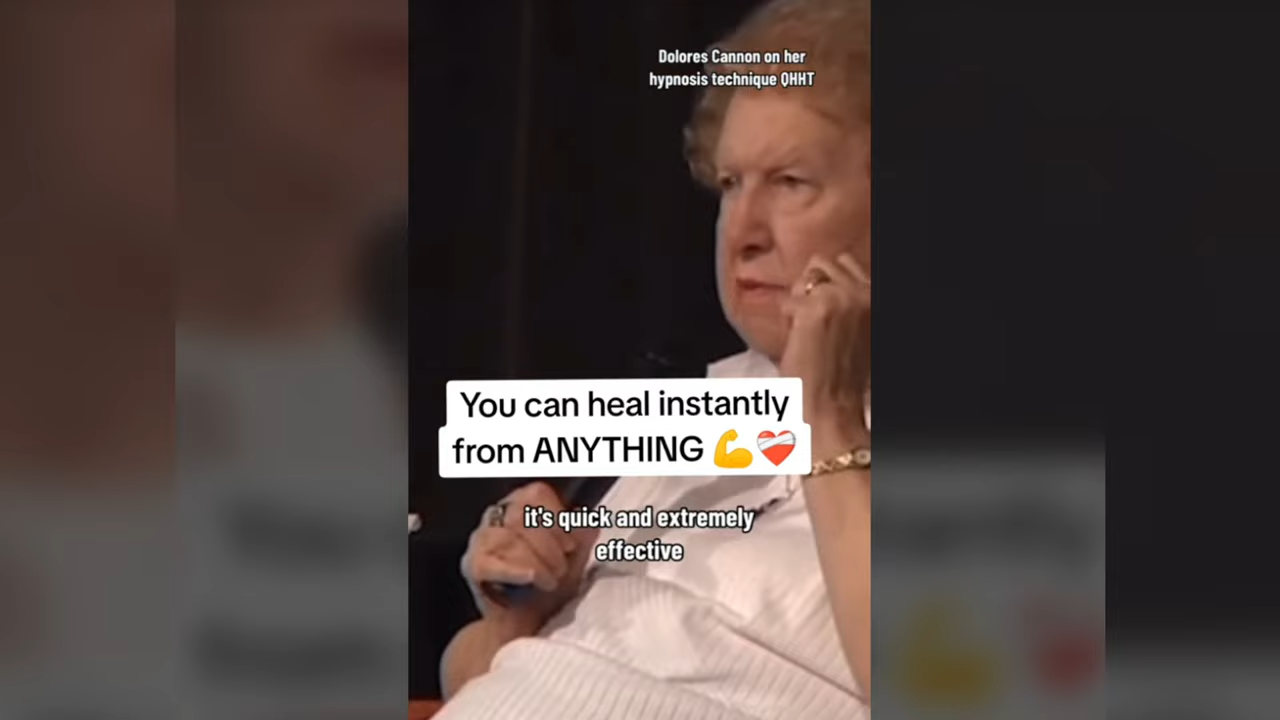 Dolores Cannon on her
hypnosis technique QHHT
You can heal instantly
from ANYTHING 💪❤️‍🩹
it's quick and extremely
effective